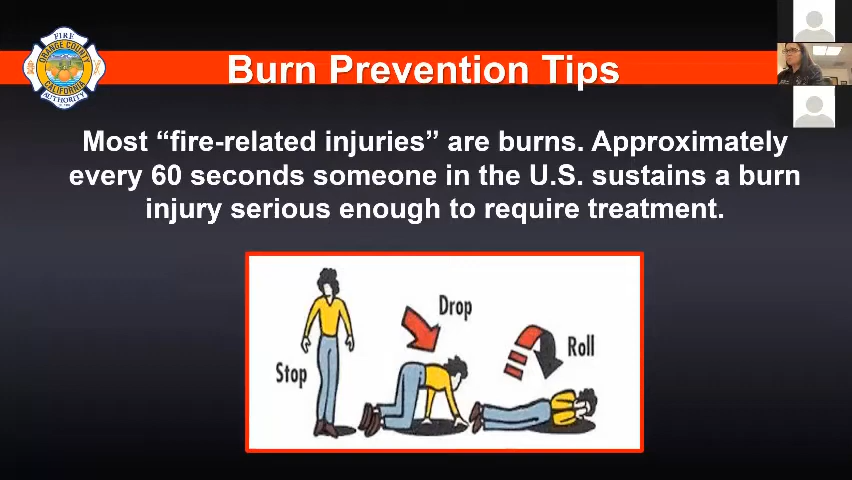 FIRE
ORANGE COUNTY
CALIFORNIA
AUTHORITY
Burn Prevention Tips
Most “fire-related injuries” are burns. Approximately
every 60 seconds someone in the U.S. sustains a burn
injury serious enough to require treatment.
Stop
Drop
Roll